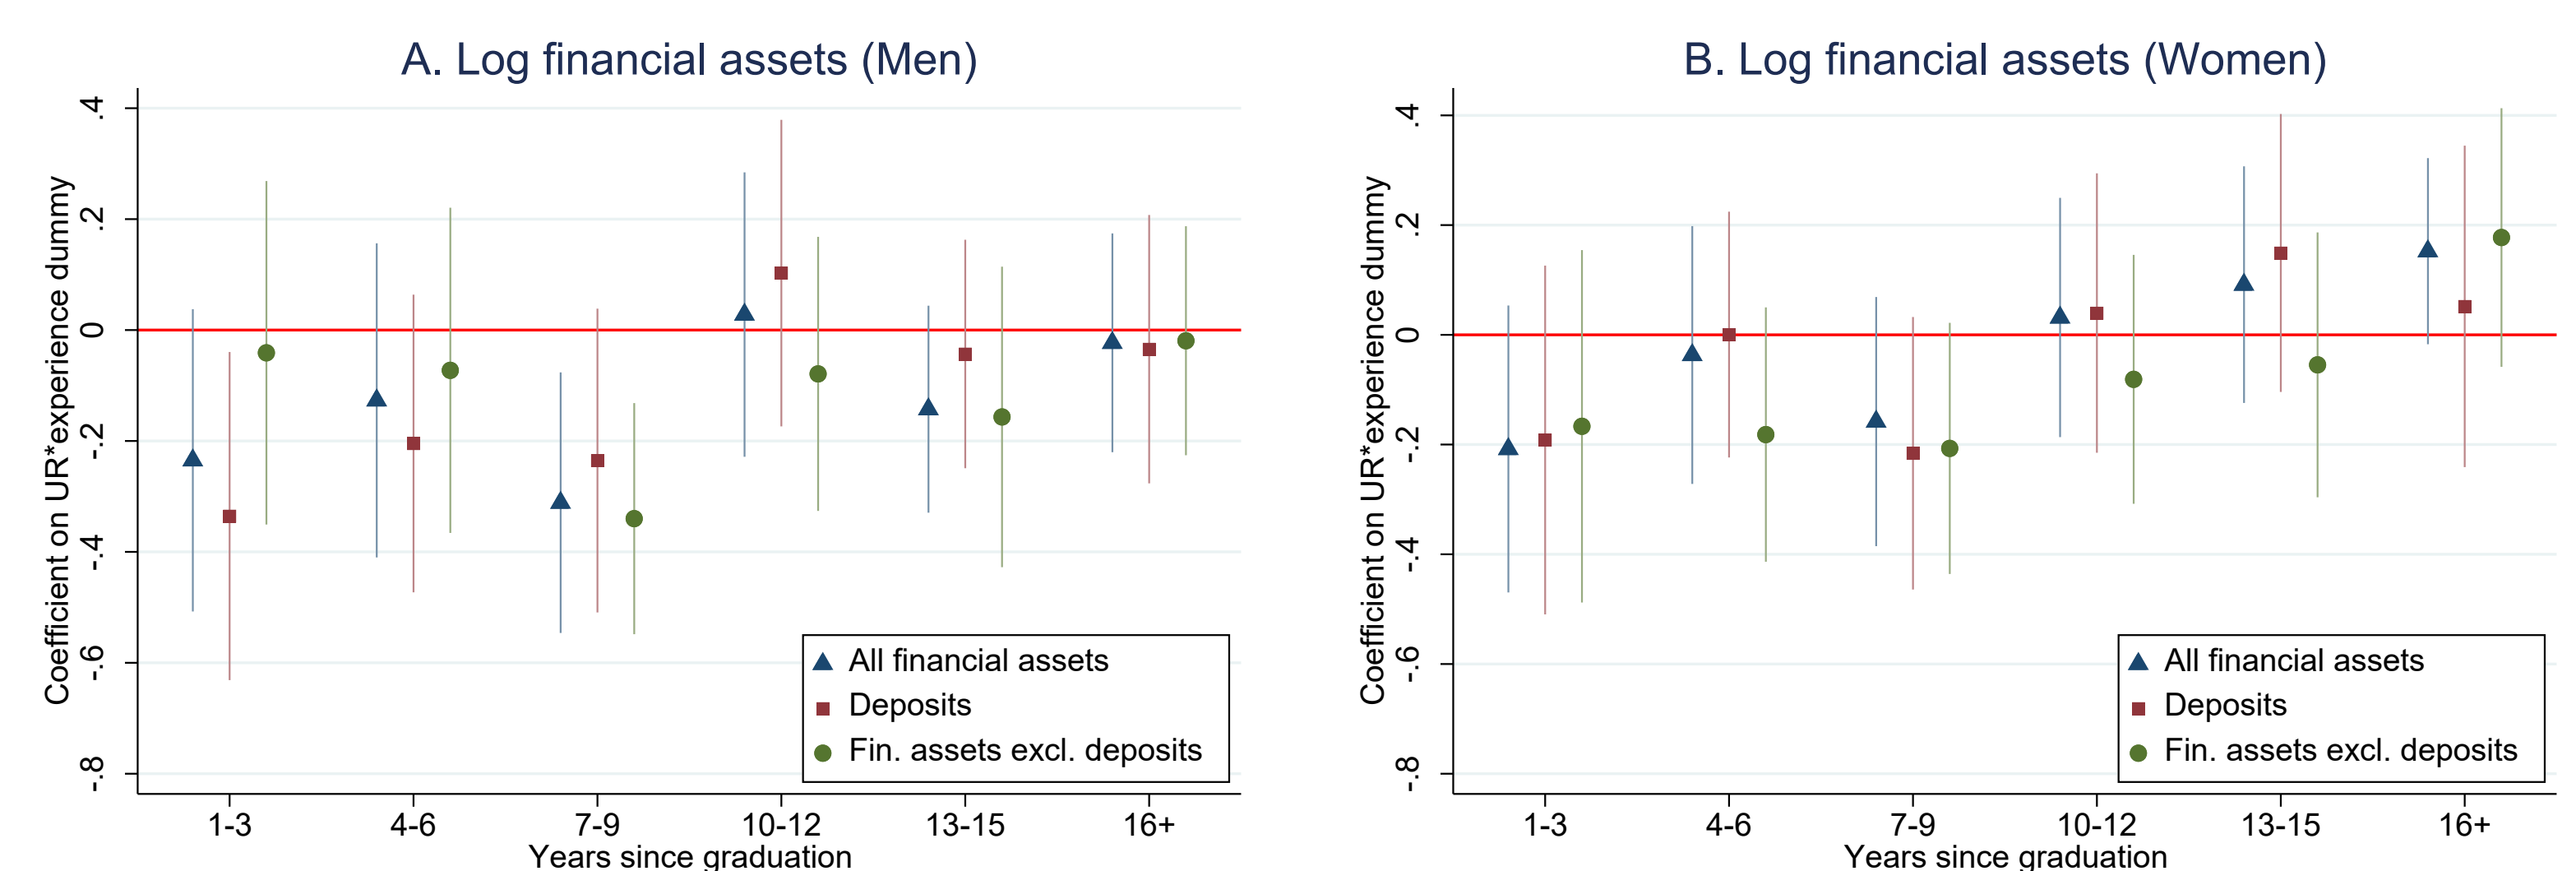 A. Log financial assets (Men)
Coefficient on UR*experience dummy
.4
.2
0
-.2
-.4
-.6
-.8
All financial assets
Deposits
Fin. assets excl. deposits
1-3 4-6 7-9 10-12 13-15 16+
Years since graduation
B. Log financial assets (Women)
Coefficient on UR*experience dummy
.4
.2
0
-.2
-.4
-.6
-.8
All financial assets
Deposits
Fin. assets excl. deposits
1-3 4-6 7-9 10-12 13-15 16+
Years since graduation